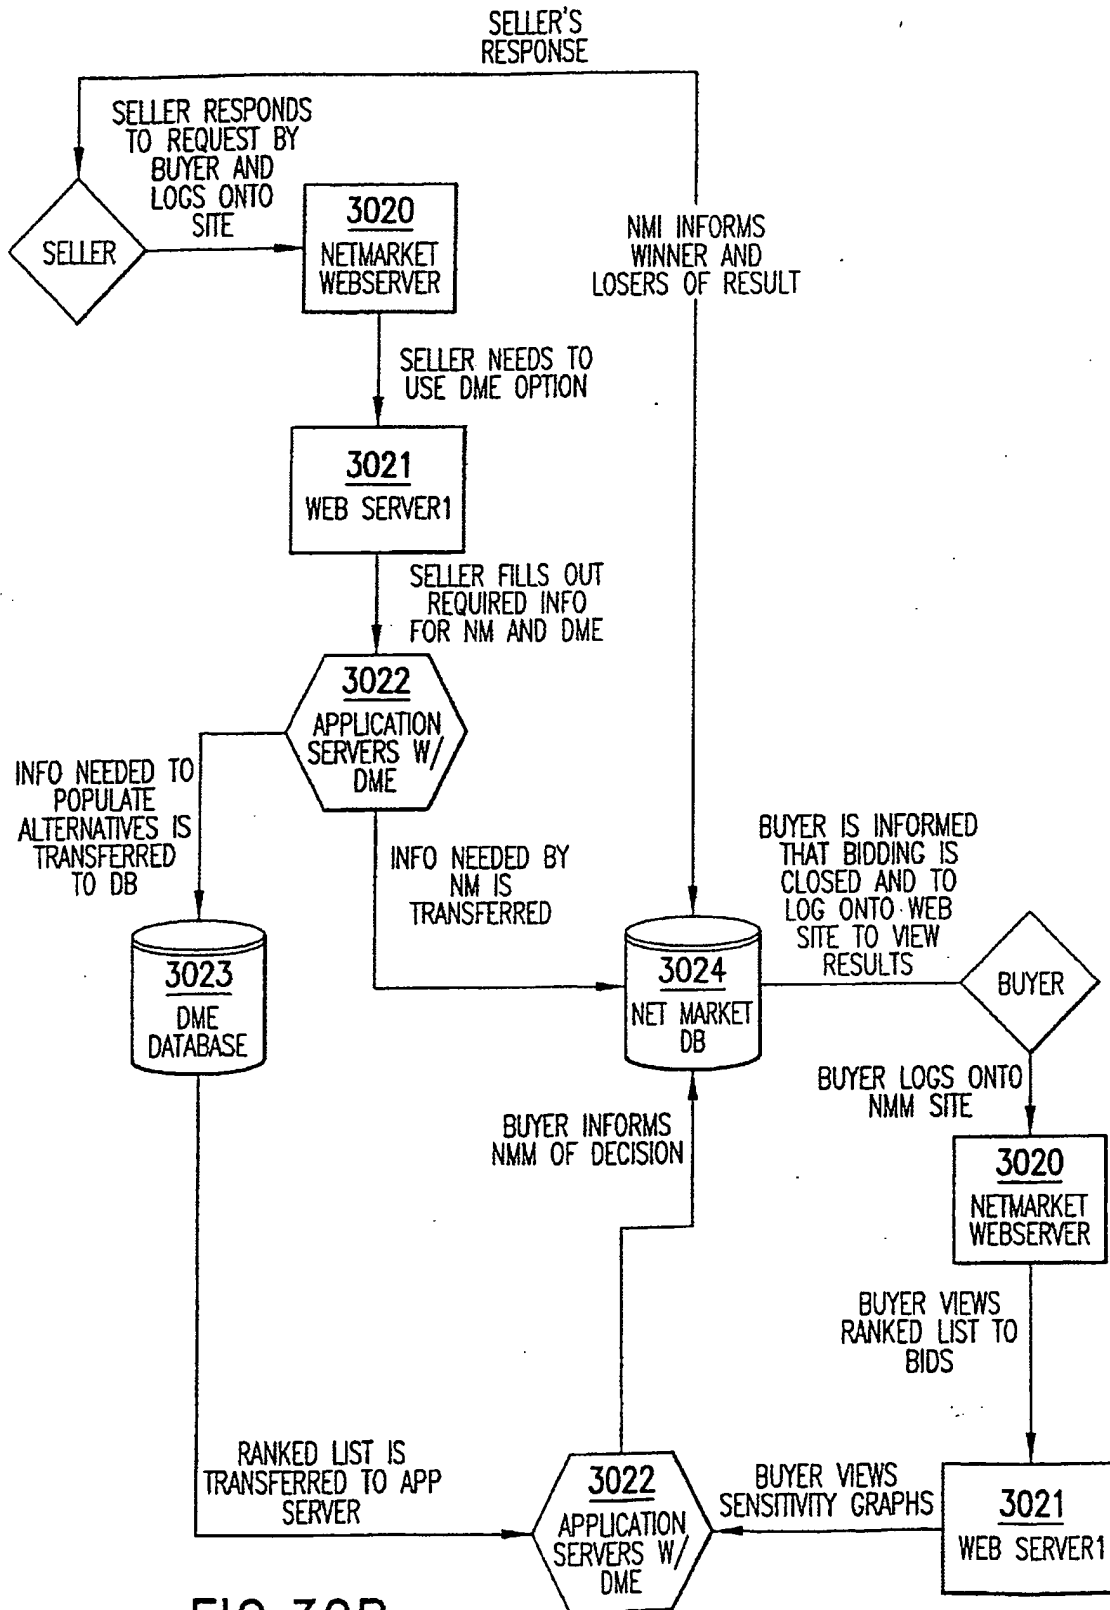 SELLER'S
RESPONSE
SELLER RESPONDS
TO REQUEST BY
BUYER AND
LOGS ONTO
SITE
SELLER
3020
NETMARKET
WEBSERVER
NMI INFORMS
WINNER AND
LOSERS OF RESULT
SELLER NEEDS TO
USE DME OPTION
3021
WEB SERVER1
SELLER FILLS OUT
REQUIRED INFO
FOR NM AND DME
3022
APPLICATION
SERVERS W/
DME
INFO NEEDED TO
POPULATE
ALTERNATIVES IS
TRANSFERRED
TO DB
INFO NEEDED BY
NM IS
TRANSFERRED
BUYER IS INFORMED
THAT BIDDING IS
CLOSED AND TO
LOG ONTO WEB
SITE TO VIEW
RESULTS
3023
DME
DATABASE
3024
NET MARKET
DB
BUYER
BUYER LOGS ONTO
NMM SITE
BUYER INFORMS
NMM OF DECISION
3020
NETMARKET
WEBSERVER
BUYER VIEWS
RANKED LIST TO
BIDS
RANKED LIST IS
TRANSFERRED TO APP
SERVER
3022
APPLICATION
SERVERS W/
DME
BUYER VIEWS
SENSITIVITY GRAPHS
3021
WEB SERVER1